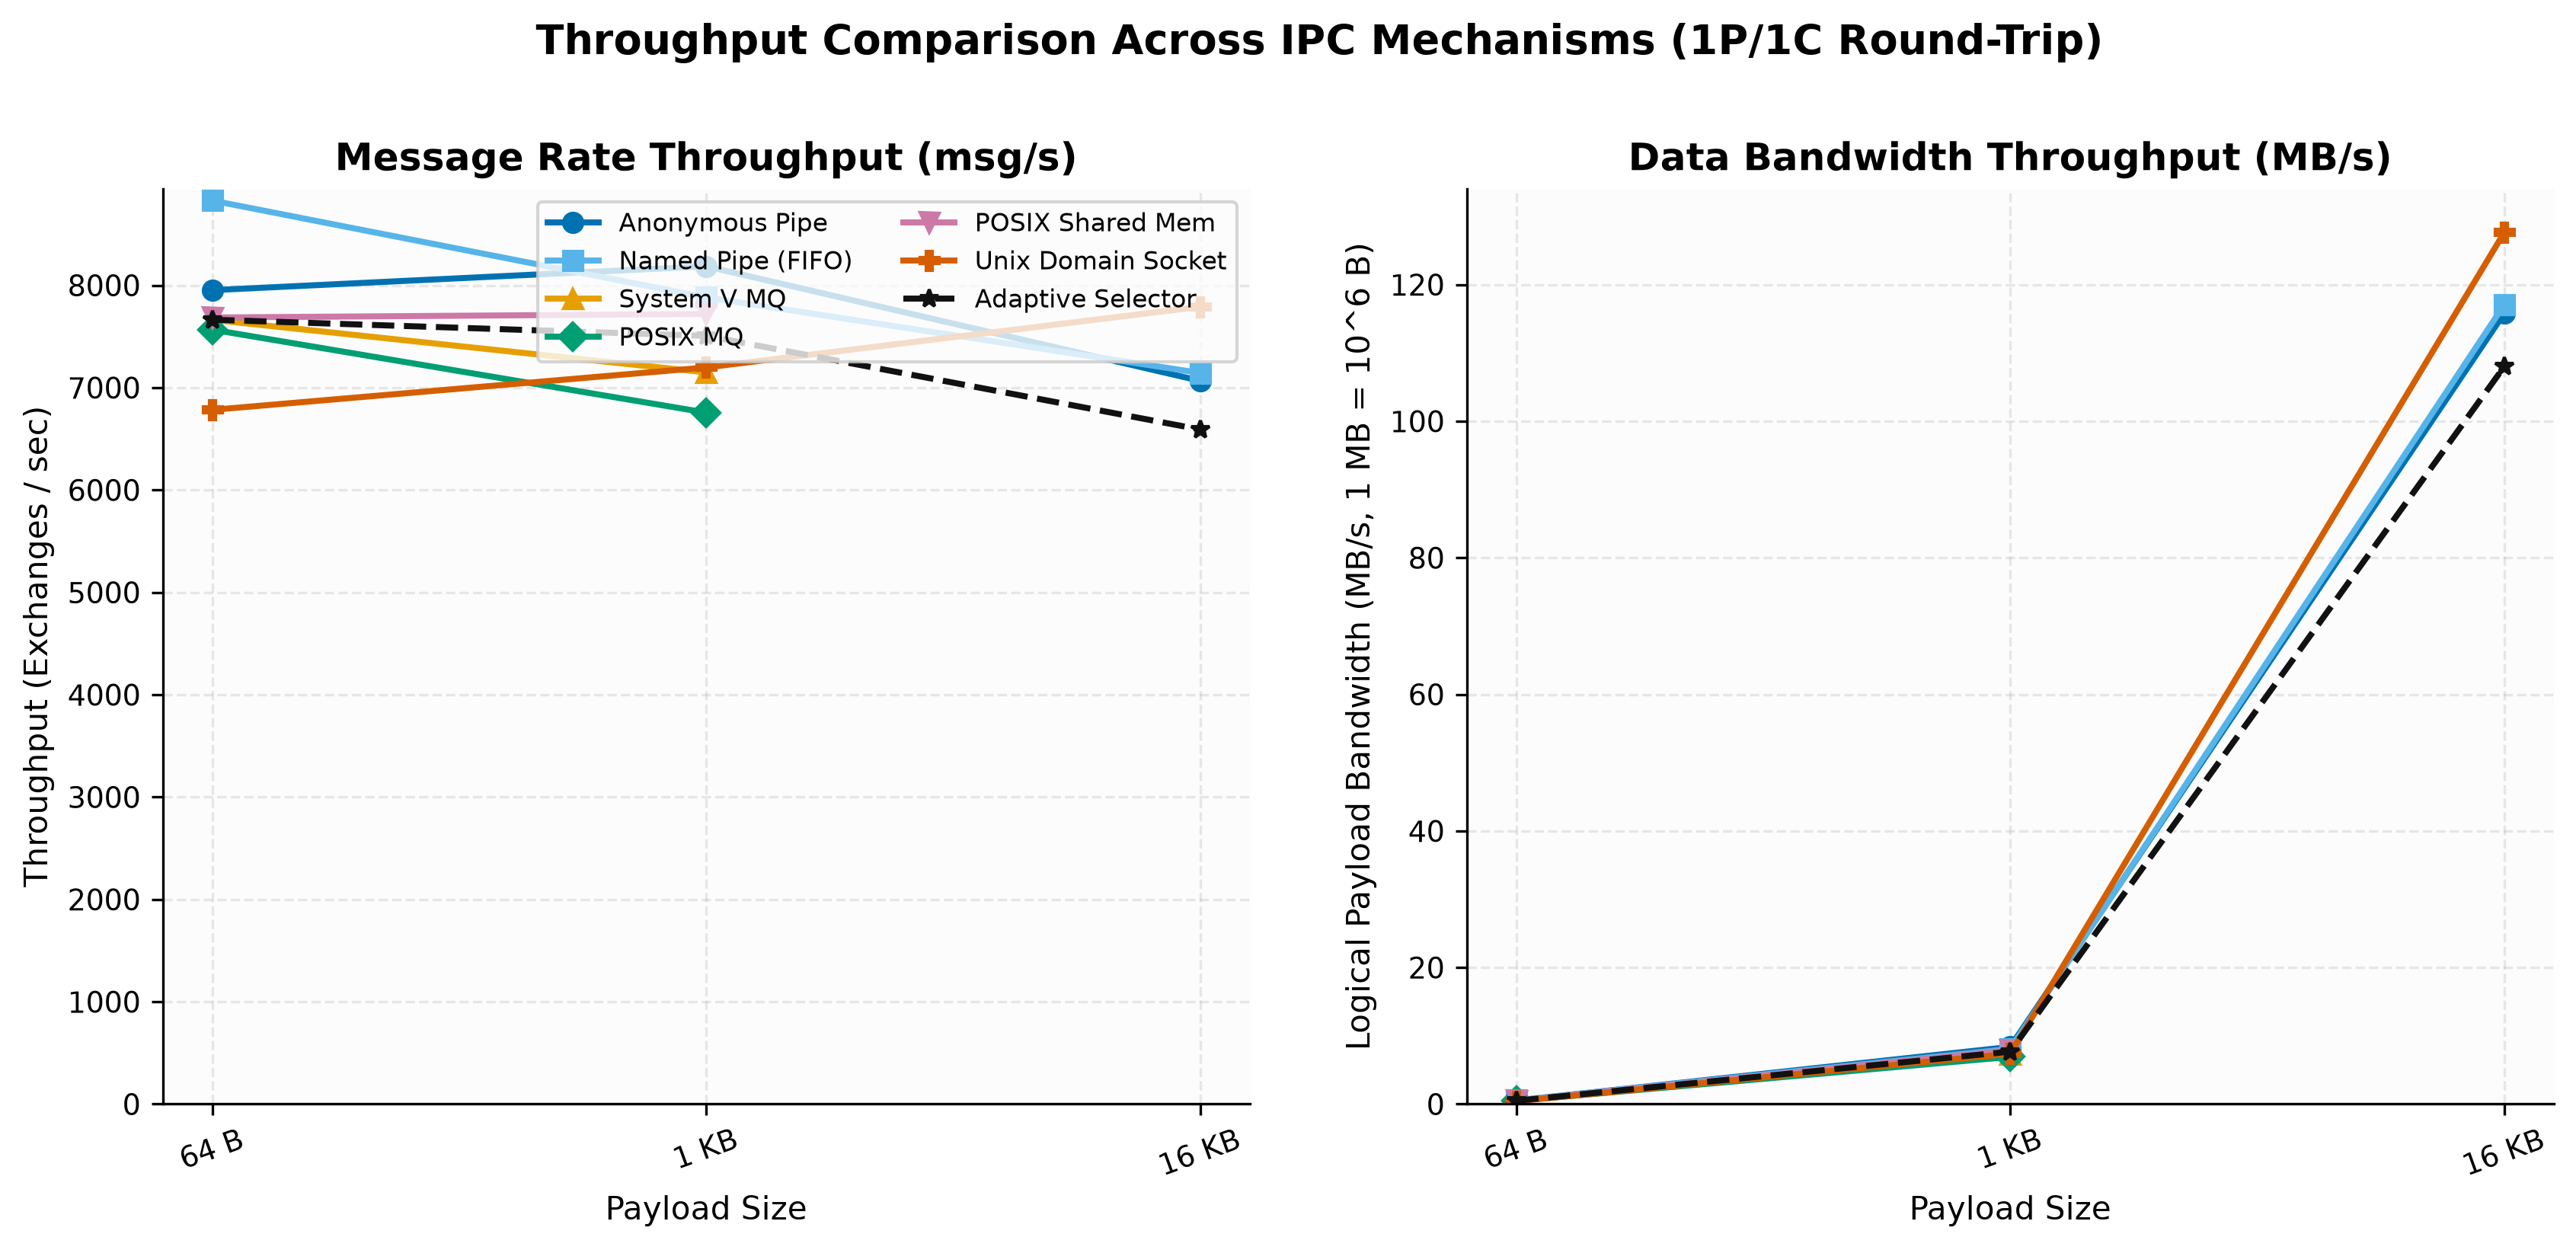 Throughput Comparison Across IPC Mechanisms (1P/1C Round-Trip)
Message Rate Throughput (msg/s)
Throughput (Exchanges / sec)
8000
7000
6000
5000
4000
3000
2000
1000
0
Anonymous Pipe
Named Pipe (FIFO)
System V MQ
POSIX MQ
POSIX Shared Mem
Unix Domain Socket
Adaptive Selector
64 B
1 KB
16 KB
Payload Size
Data Bandwidth Throughput (MB/s)
Logical Payload Bandwidth (MB/s, 1 MB = 10^6 B)
120
100
80
60
40
20
0
64 B
1 KB
16 KB
Payload Size